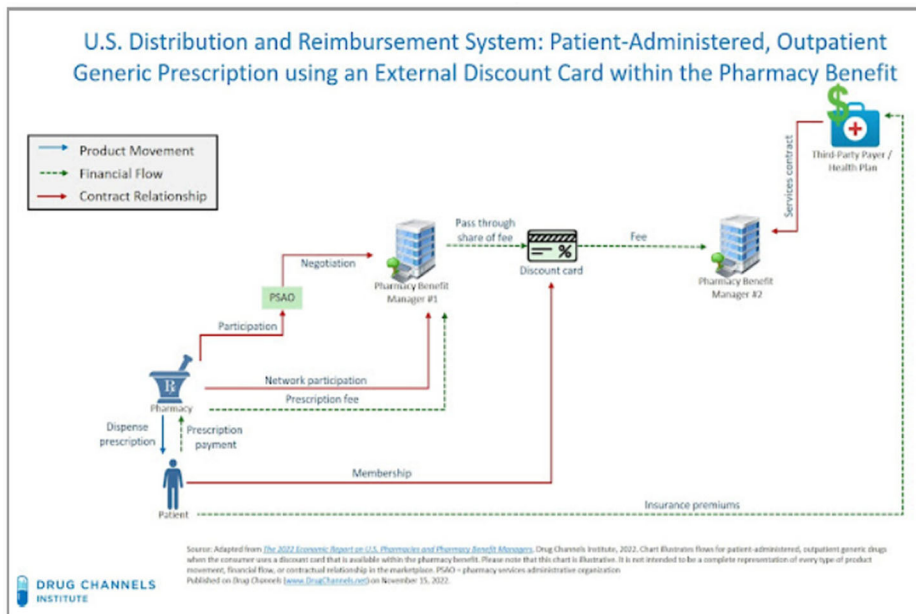 U.S. Distribution and Reimbursement System: Patient-Administered, Outpatient
Generic Prescription using an External Discount Card within the Pharmacy Benefit
Product Movement
Financial Flow
Contract Relationship
$
Third-Party Payer /
Health Plan
Services contract
Pass through
share of fee
Fee
Negotiation
%
Discount card
Pharmacy Benefit
Manager #1
Pharmacy Benefit
Manager #2
PSAO
Participation
Rx
Network participation
Pharmacy
Prescription fee
Dispense
prescription
Prescription
payment
Membership
Patient
Insurance premiums
Source: Adapted from The 2022 Economic Report on U.S. Pharmacies and Pharmacy Benefit Managers, Drug Channels Institute, 2022. Chart illustrates flows for patient-administered, outpatient generic drugs
when the consumer uses a discount card that is available within the pharmacy benefit. Please note that this chart is illustrative. It is not intended to be a complete representation of every type of product
movement, financial flow, or contractual relationship in the marketplace. PSAO = pharmacy services administrative organization
Published on Drug Channels (www.DrugChannels.net) on November 15, 2022.
DRUG CHANNELS
INSTITUTE